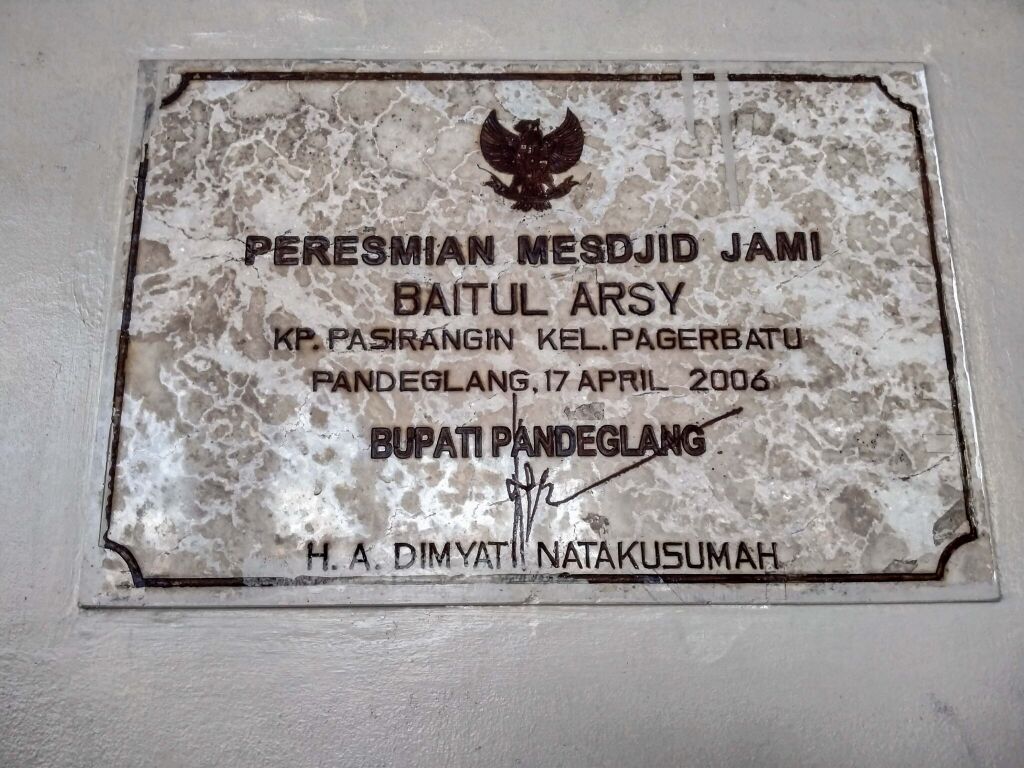 PERESMIAN MESDJID JAMI
BAITUL ARSY
KP. PASIRANGIN KEL. PAGERBATU
PANDEGLANG, 17 APRIL 2006
BUPATI PANDEGLANG
H. A. DIMYATI NATAKUSUMAH